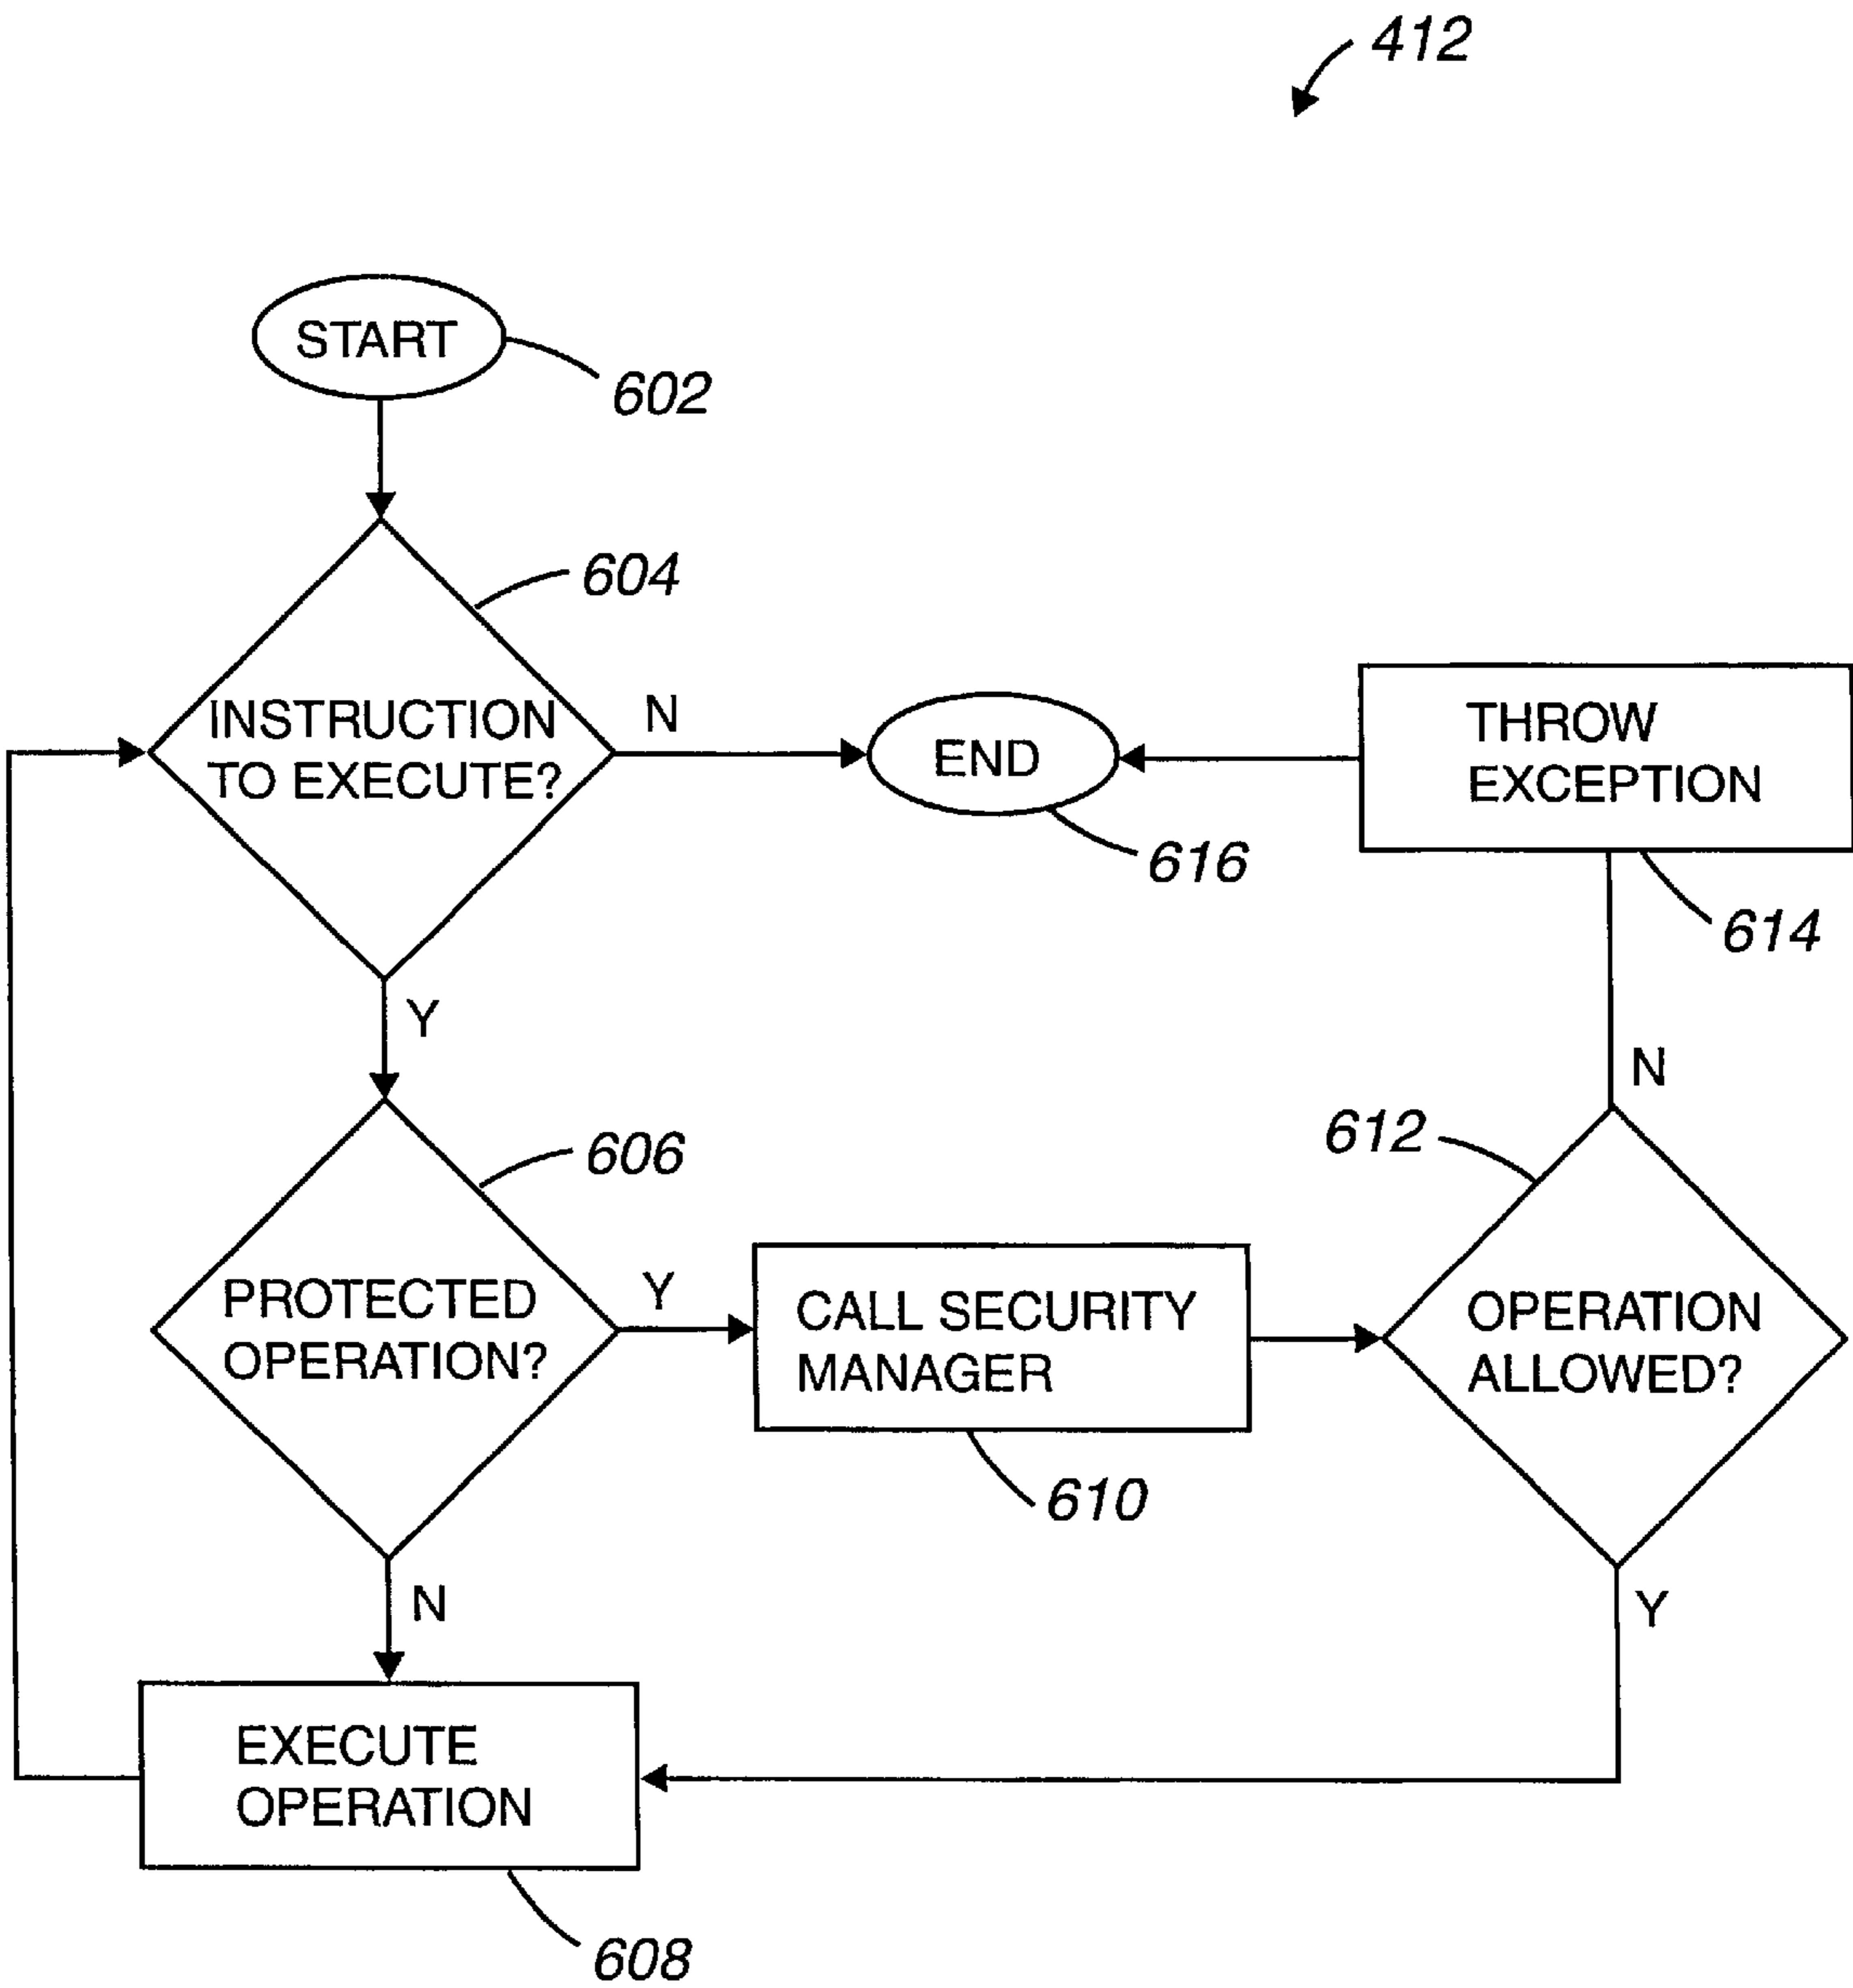 412
START
602
604
INSTRUCTION
TO EXECUTE?
N
END
616
THROW
EXCEPTION
614
Y
N
606
612
PROTECTED
OPERATION?
Y
CALL SECURITY
MANAGER
610
OPERATION
ALLOWED?
N
Y
EXECUTE
OPERATION
608